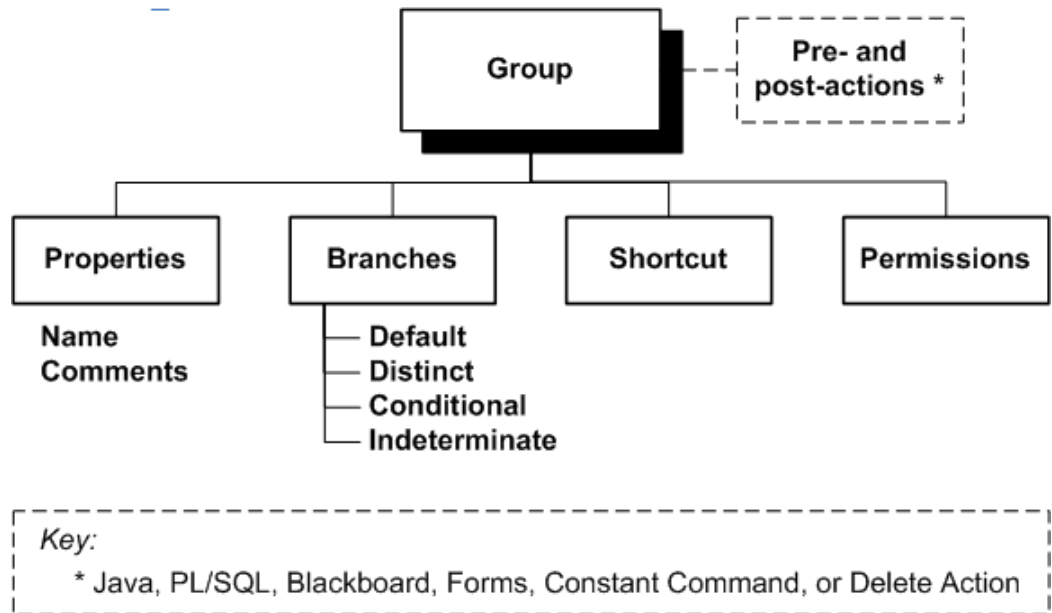 Group
Pre- and
post-actions *
Properties
Branches
Shortcut
Permissions
Name
Comments
Default
Distinct
Conditional
Indeterminate
Key:
* Java, PL/SQL, Blackboard, Forms, Constant Command, or Delete Action